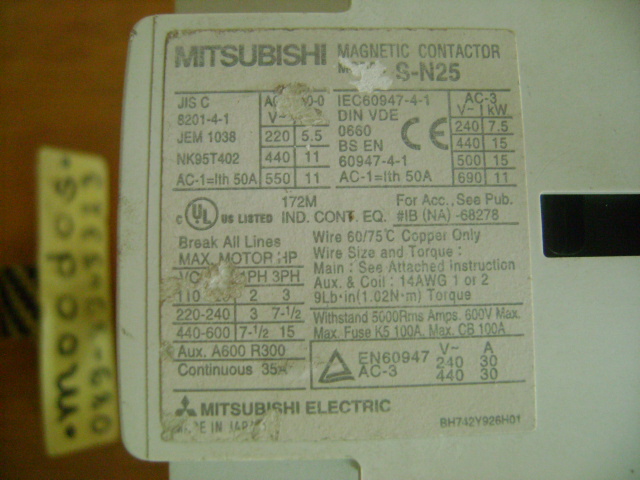 MITSUBISHI MAGNETIC CONTACTOR
S-N25
JIS C
8201-4-1
JEM 1038
NK95T402
V~
220 5.5
440 11
AC-1=Ith 50A 550 11
IEC60947-4-1
DIN VDE
0660
BS EN
60947-4-1
AC-1=Ith 50A
CE
AC-3
V~ kW
240 7.5
440 15
500 15
690 11
c UL US LISTED
172M
IND. CONT. EQ.
For Acc., See Pub.
#IB (NA) -68278
Break All Lines
MAX. MOTOR HP
1PH 3PH
110 2 3
220-240 3 7-1/2
440-600 7-1/2 15
Aux. A600 R300
Continuous 35
Wire 60/75°C Copper Only
Wire Size and Torque :
Main : See Attached Instruction
Aux. & Coil : 14AWG 1 or 2
9Lb·in(1.02N·m) Torque
Withstand 5000Rms Amps. 600V Max.
Max. Fuse K5 100A. Max. CB 100A
EN60947
AC-3
V~ A
240 30
440 30
MITSUBISHI ELECTRIC
IN JAPAN
BH742Y926H01
moodos